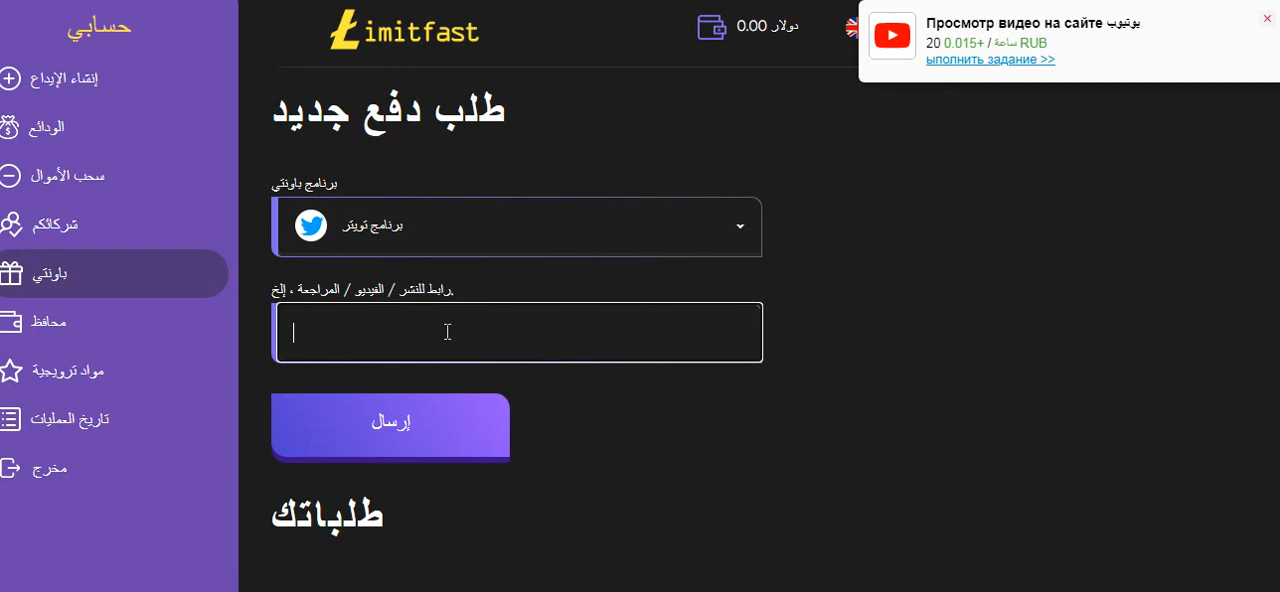 حسابي
إنشاء الإيداع
الودائع
سحب الأموال
شركائكم
باونتي
محافظ
مواد ترويجية
تاريخ العمليات
مخرج
Łimitfast
0.00 دولار
Просмотр видео на сайте يوتيوب
20 0.015+ / ساعة RUB
ыполнить задание >>
طلب دفع جديد
برنامج باونتي
برنامج تويتر
رابط للنشر / الفيديو / المراجعة ، إلخ.
إرسال
طلباتك